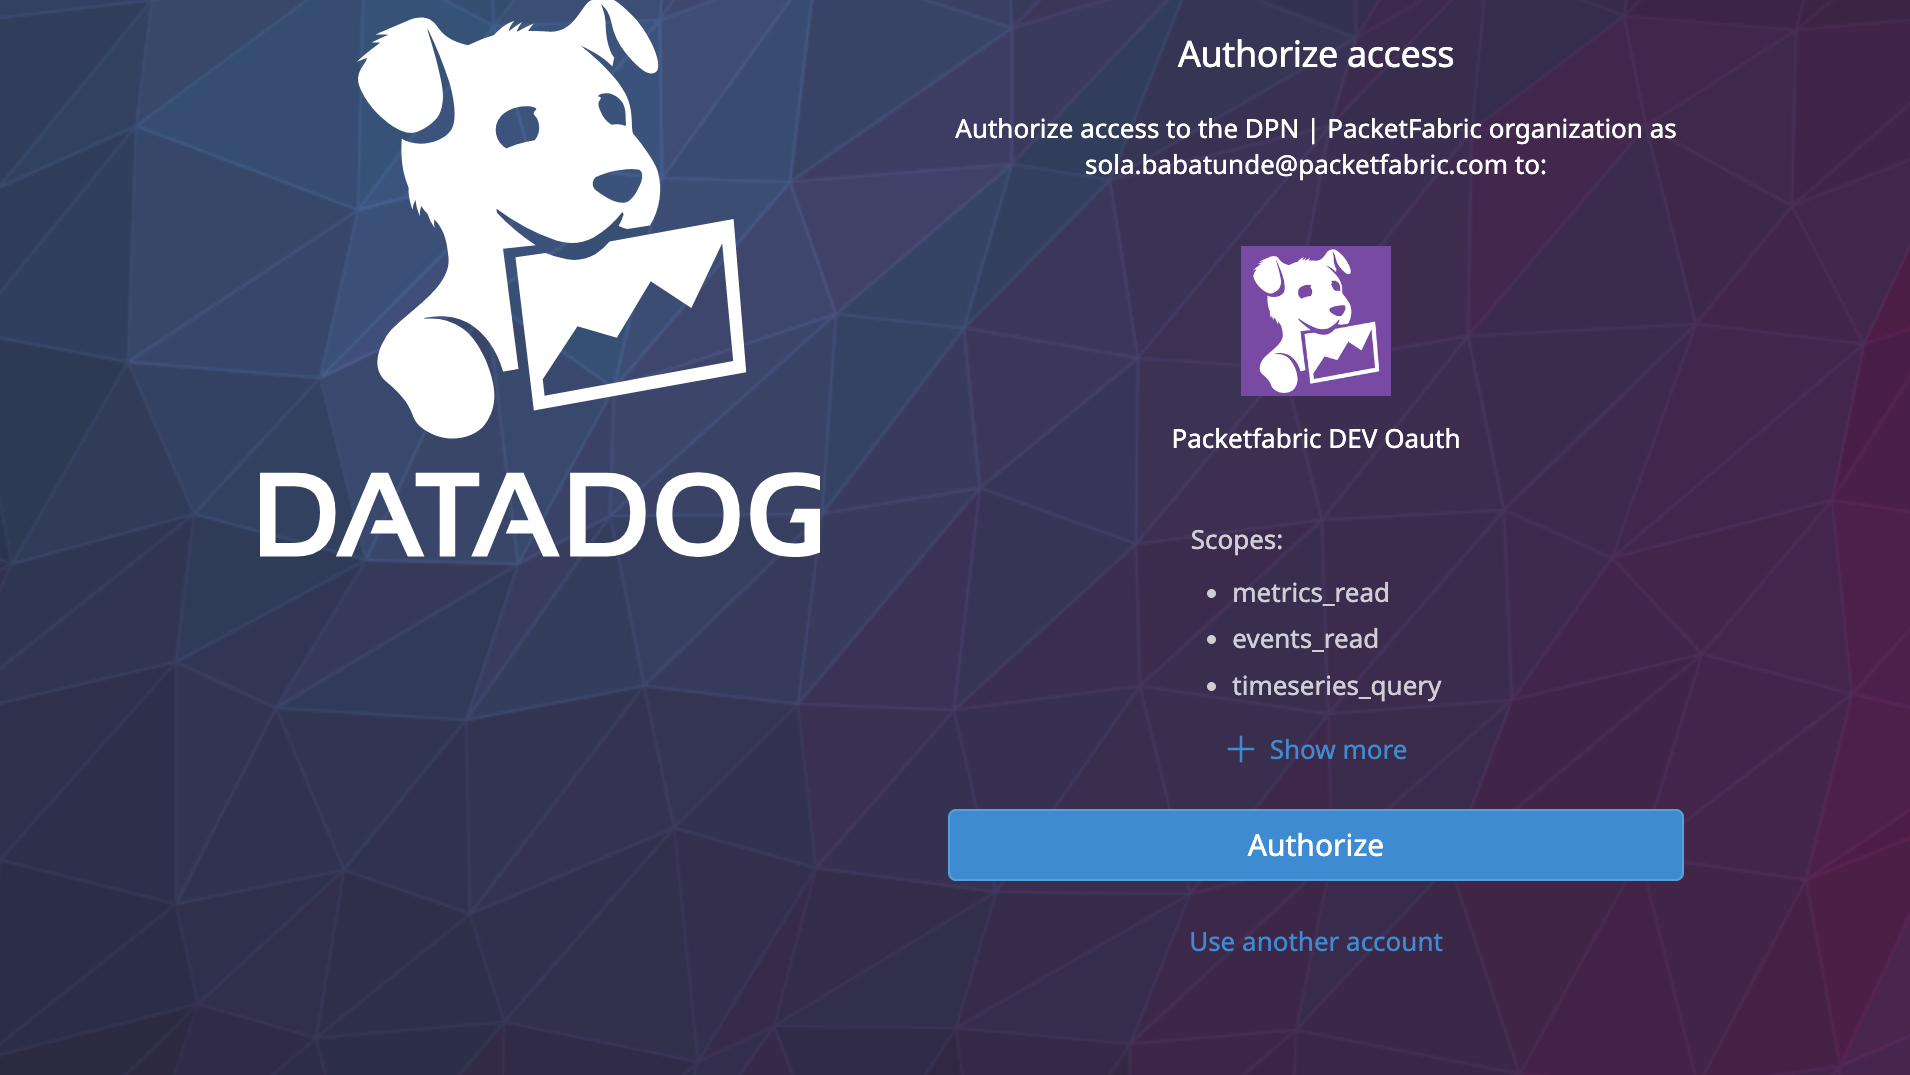 DATADOG
Authorize access
Authorize access to the DPN | PacketFabric organization as
sola.babatunde@packetfabric.com to:
Packetfabric DEV Oauth
Scopes:
• metrics_read
• events_read
• timeseries_query
+ Show more
Authorize
Use another account